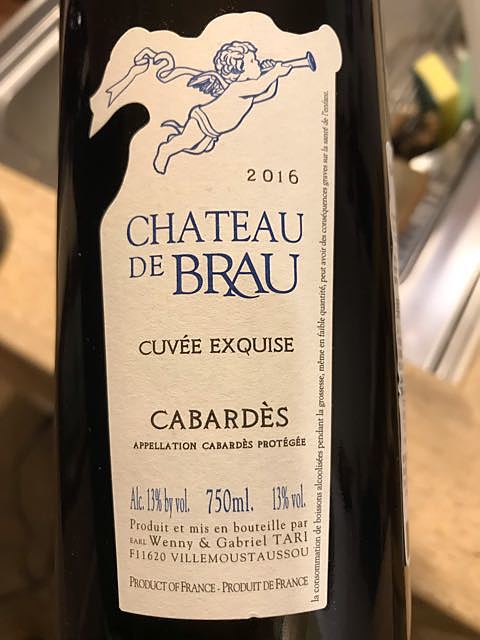 2016
CHATEAU
DE BRAU
CUVÉE EXQUISE
CABARDÈS
APPELLATION CABARDÈS PROTÉGÉE
Alc. 13% by vol. 750ml. 13% vol.
Produit et mis en bouteille par
EARL Wenny & Gabriel TARI
F11620 VILLEMOUSTAUSSOU
PRODUCT OF FRANCE - PRODUIT DE FRANCE
la consommation de boissons alcoolisées pendant la grossesse, même en faible quantité, peut avoir des conséquences graves sur la santé de l'enfant.